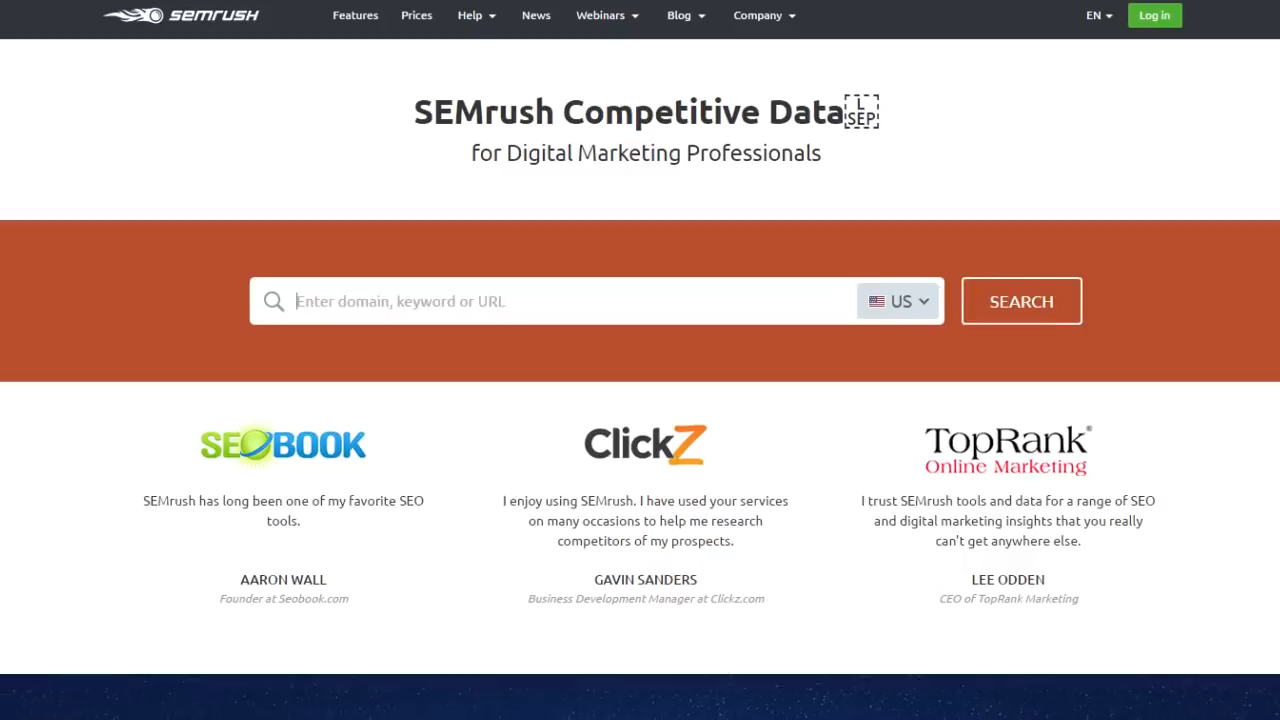 SEMRUSH
Features Prices Help News Webinars Blog Company EN Log in
SEMrush Competitive Data L SEP
for Digital Marketing Professionals
Enter domain, keyword or URL US SEARCH
SEOBOOK
SEMrush has long been one of my favorite SEO
tools.
AARON WALL
Founder at Seobook.com
ClickZ
I enjoy using SEMrush. I have used your services
on many occasions to help me research
competitors of my prospects.
GAVIN SANDERS
Business Development Manager at Clickz.com
TopRank®
Online Marketing
I trust SEMrush tools and data for a range of SEO
and digital marketing insights that you really
can't get anywhere else.
LEE ODDEN
CEO of TopRank Marketing